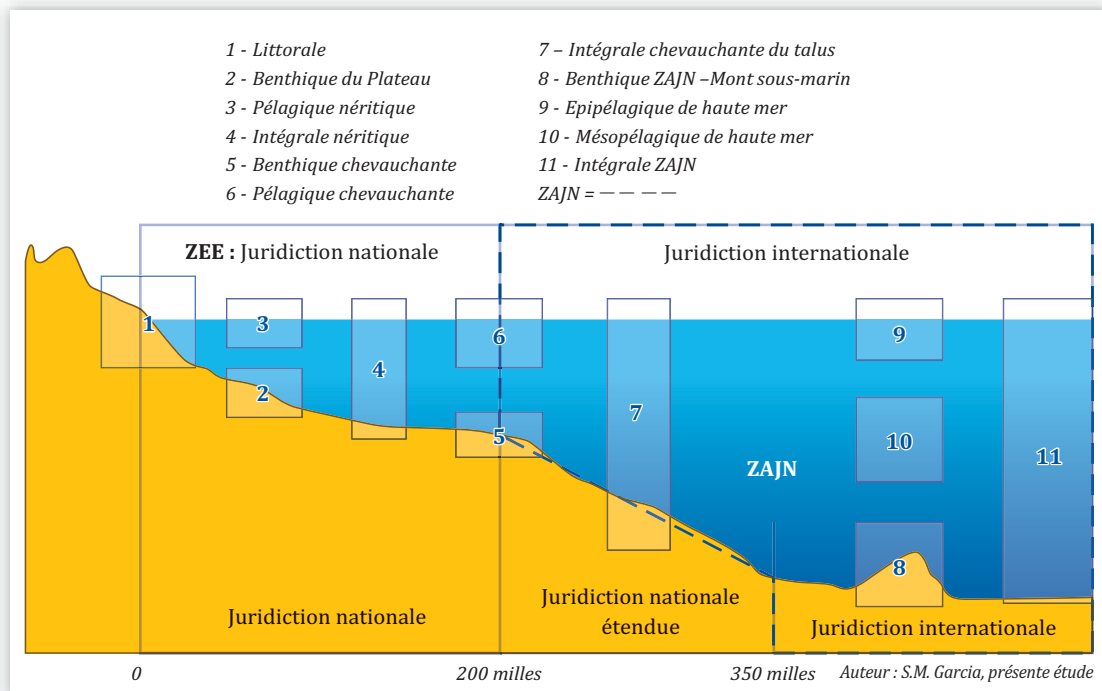 1 - Littorale
2 - Benthique du Plateau
3 - Pélagique néritique
4 - Intégrale néritique
5 - Benthique chevauchante
6 - Pélagique chevauchante
7 – Intégrale chevauchante du talus
8 - Benthique ZAJN –Mont sous-marin
9 - Epipélagique de haute mer
10 - Mésopélagique de haute mer
11 - Intégrale ZAJN
ZAJN = — — — —
ZEE : Juridiction nationale
Juridiction internationale
1
3
6
9
2
4
5
7
10
11
ZAJN
8
Juridiction nationale
Juridiction nationale
étendue
Juridiction internationale
0
200 milles
350 milles
Auteur : S.M. Garcia, présente étude